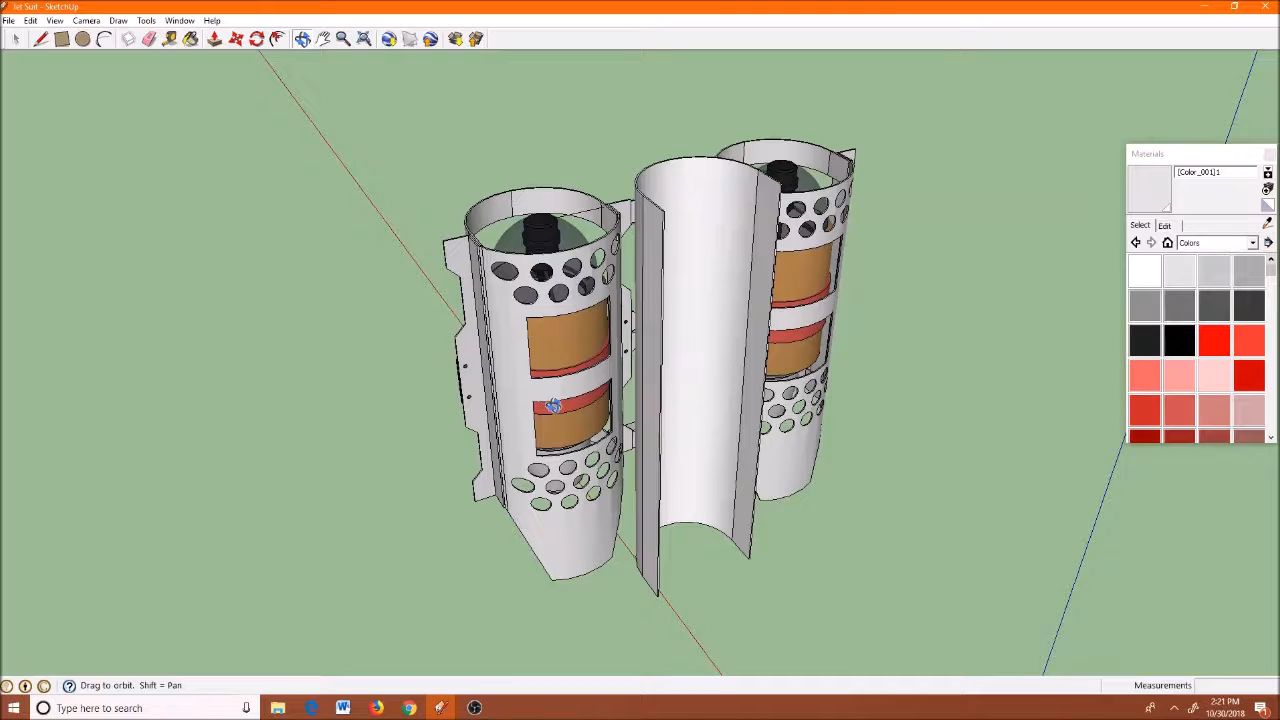 Jet Suit - SketchUp
File Edit View Camera Draw Tools Window Help
Materials
[Color_001]1
Select Edit
Colors
Drag to orbit. Shift = Pan
Measurements
Type here to search
2:21 PM
10/30/2018